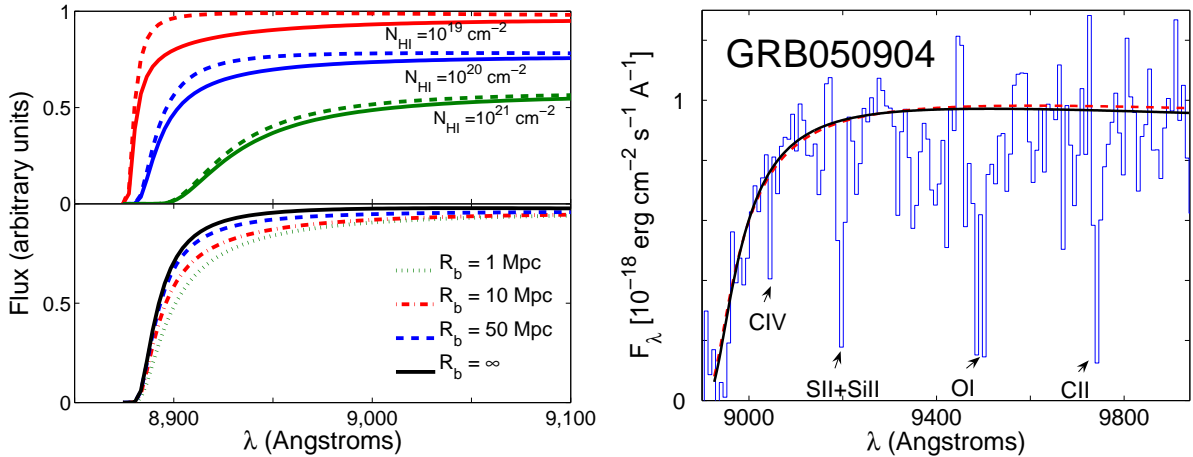 1
N_HI=10^19 cm^−2
N_HI=10^20 cm^−2
0.5
N_HI=10^21 cm^−2
0
0.5
0
Flux (arbitrary units)
R_b = 1 Mpc
R_b = 10 Mpc
R_b = 50 Mpc
R_b = ∞
8,900
9,000
9,100
λ (Angstroms)
GRB050904
1
0
F_λ [10^−18 erg cm^−2 s^−1 A^−1]
CIV
SII+SiII
OI
CII
9000
9400
9800
λ (Angstroms)